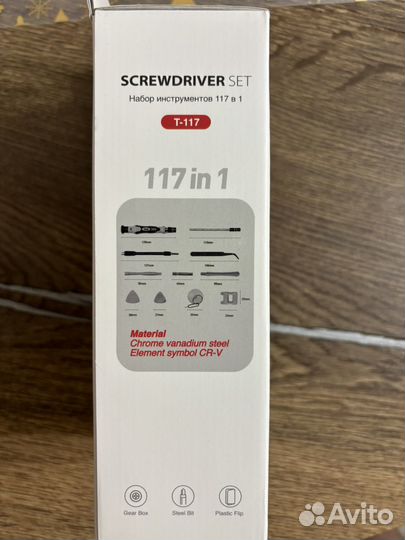 SCREWDRIVER SET
Набор инструментов 117 в 1
T-117
117 in 1
Material
Chrome vanadium steel
Element symbol CR-V
Gear Box
Steel Bit
Plastic Flip
Avito